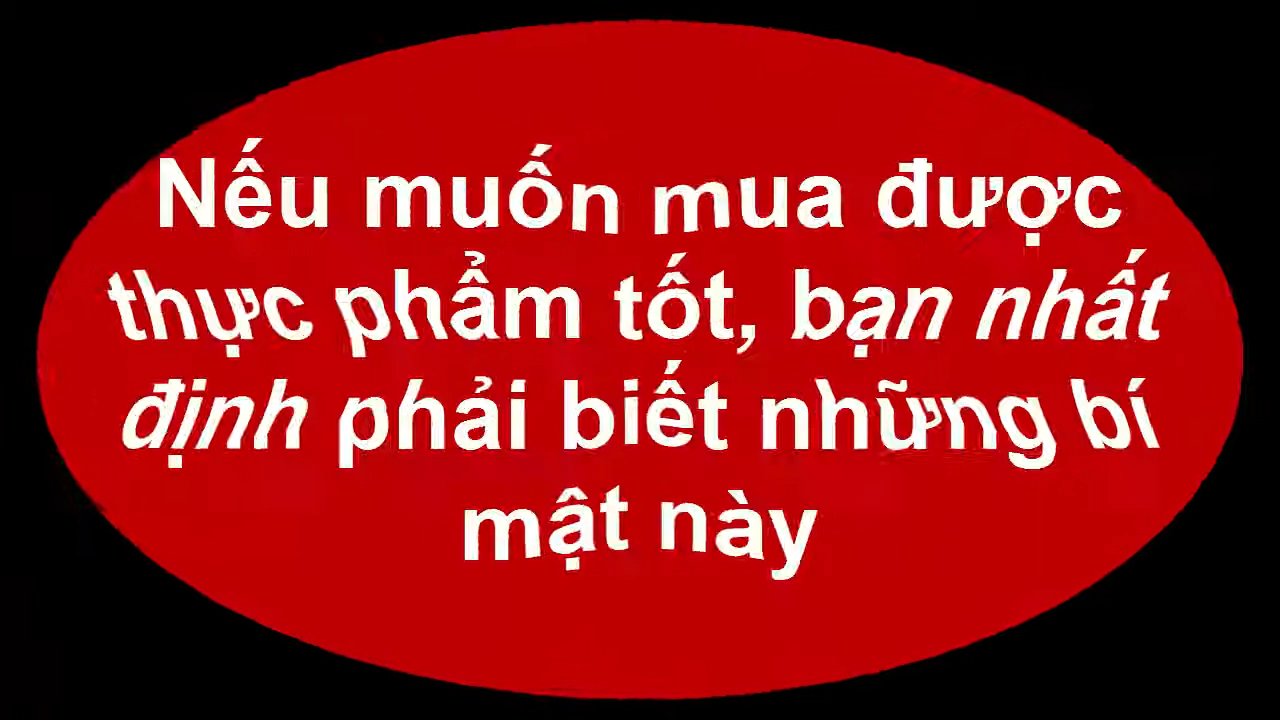 Nếu muốn mua được
thực phẩm tốt, bạn nhất
định phải biết những bí
mật này